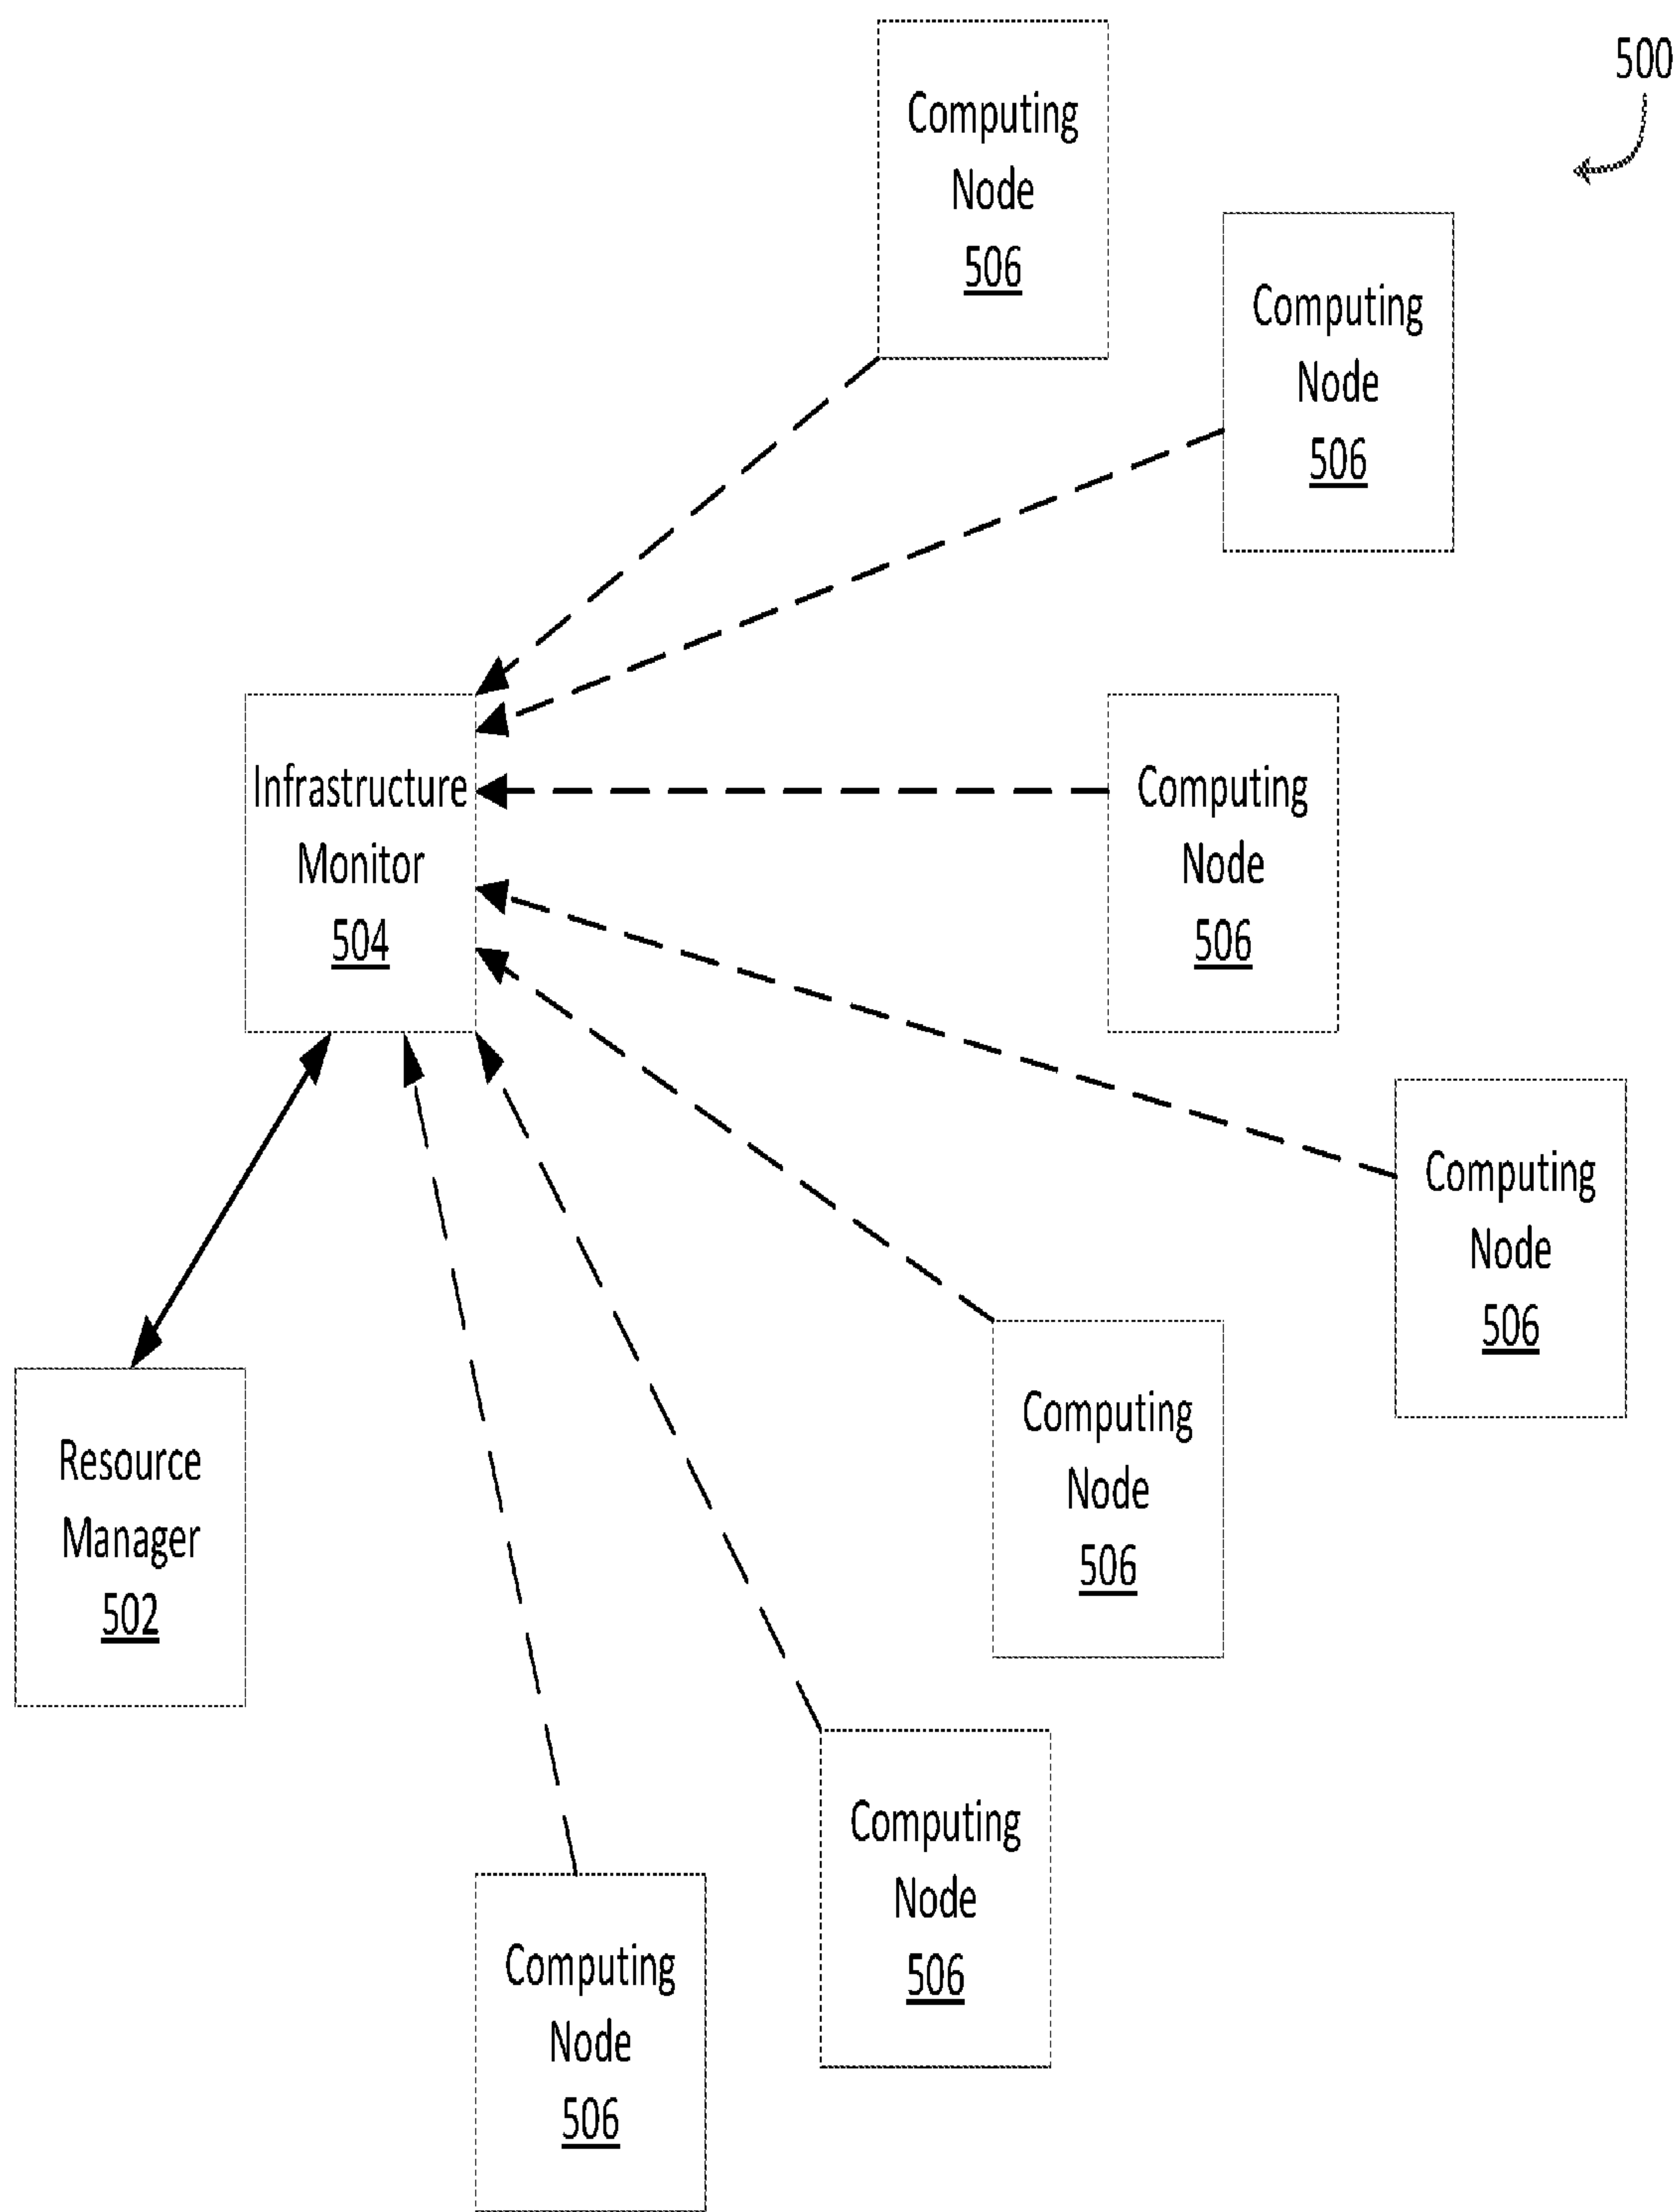 500
Computing
Node
506
Computing
Node
506
Infrastructure
Monitor
504
Computing
Node
506
Computing
Node
506
Computing
Node
506
Resource
Manager
502
Computing
Node
506
Computing
Node
506